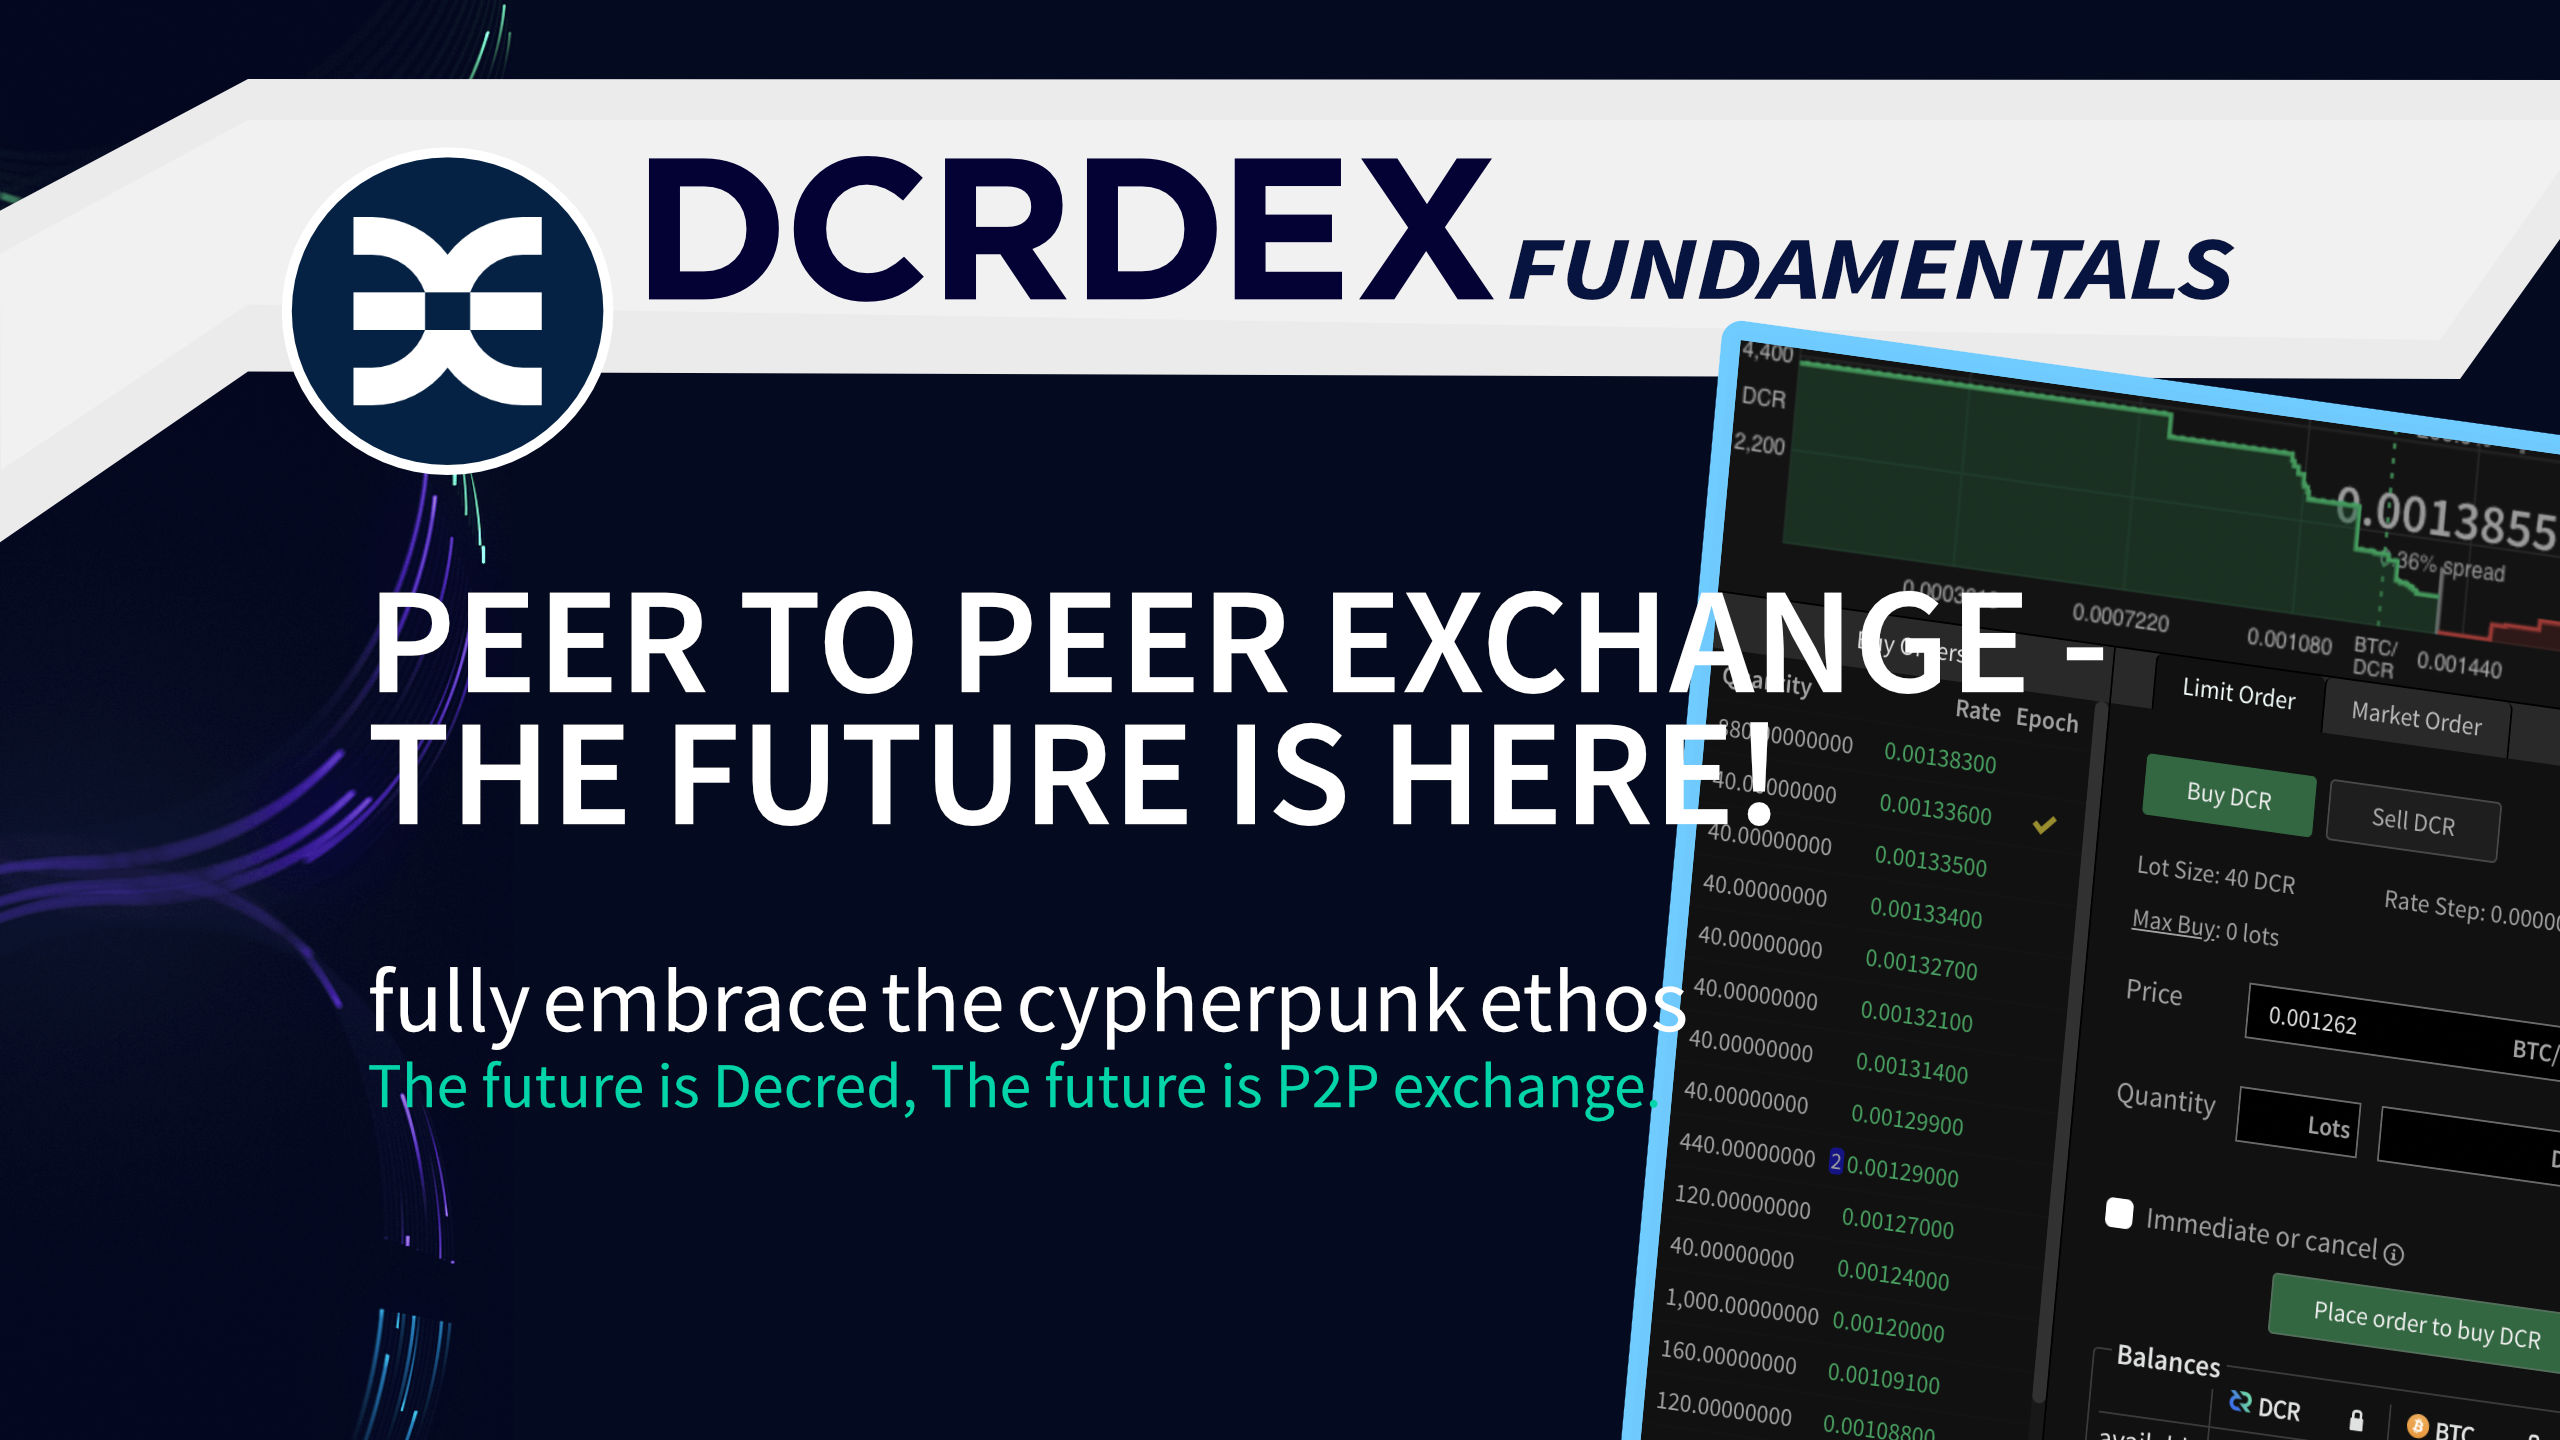 DCRDEX FUNDAMENTALS
PEER TO PEER EXCHANGE -
THE FUTURE IS HERE!
fully embrace the cypherpunk ethos
The future is Decred, The future is P2P exchange.
4,400
DCR
2,200
0.0013855
36% spread
0.0007220
0.001080
BTC/
DCR
0.001440
Buy Orders
Quantity Rate Epoch
0.00138300
40.00000000 0.00133600
40.00000000 0.00133500
40.00000000 0.00133400
40.00000000 0.00132700
40.00000000 0.00132100
40.00000000 0.00131400
40.00000000 0.00129900
440.00000000 2 0.00129000
120.00000000 0.00127000
40.00000000 0.00124000
1,000.00000000 0.00120000
160.00000000 0.00109100
120.00000000 0.00108800
Limit Order
Market Order
Buy DCR
Sell DCR
Lot Size: 40 DCR
Rate Step: 0.00000
Max Buy: 0 lots
Price
0.001262
BTC/
Quantity
Lots
Immediate or cancel
Place order to buy DCR
Balances
DCR
BTC